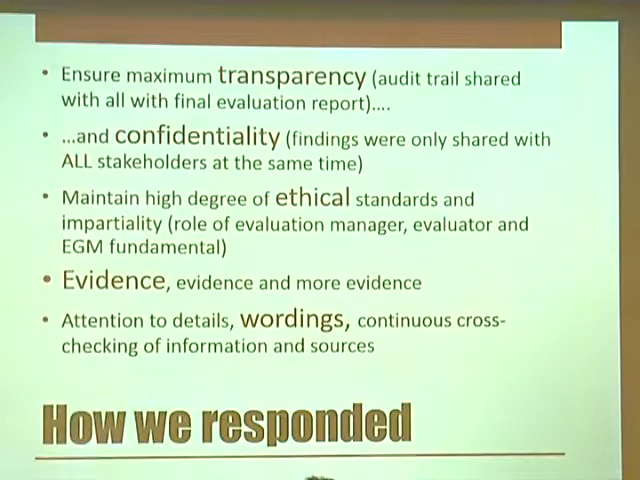 • Ensure maximum transparency (audit trail shared
with all with final evaluation report)....
• ...and confidentiality (findings were only shared with
ALL stakeholders at the same time)
• Maintain high degree of ethical standards and
impartiality (role of evaluation manager, evaluator and
EGM fundamental)
• Evidence, evidence and more evidence
• Attention to details, wordings, continuous cross-
checking of information and sources
How we responded